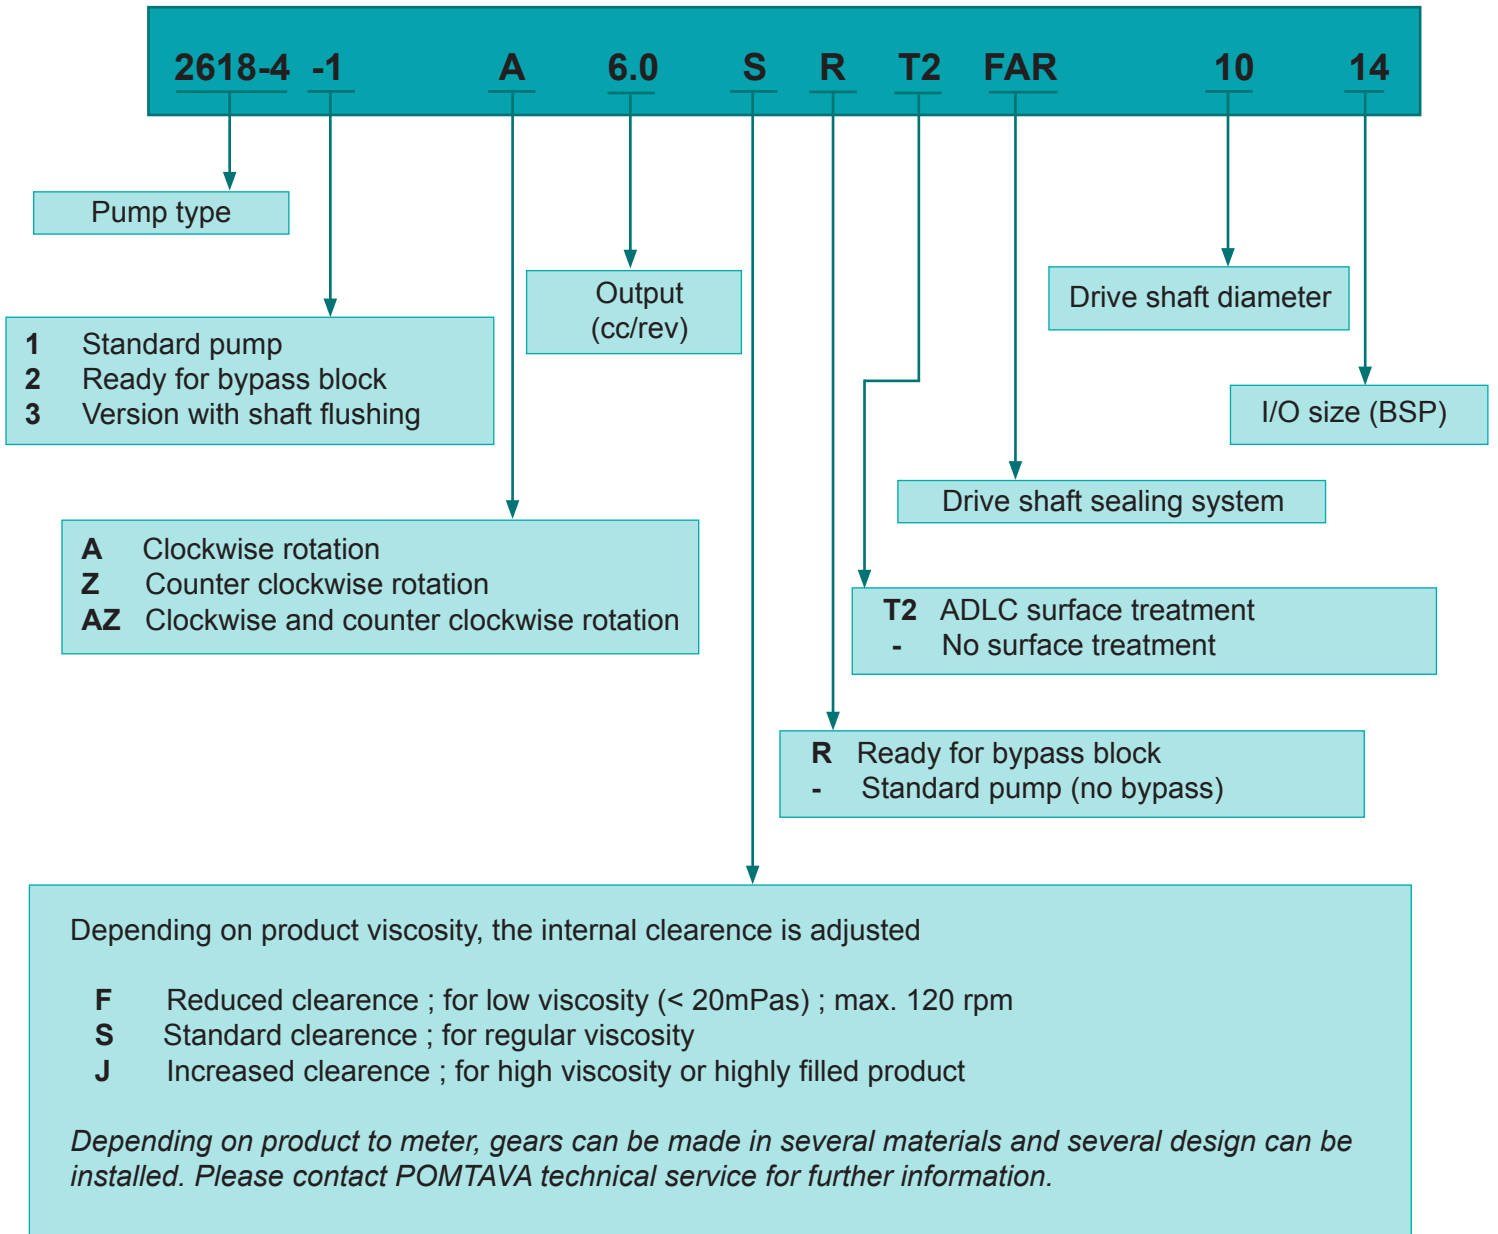 2618-4 -1 A 6.0 S R T2 FAR 10 14
Pump type
Output
(cc/rev)
Drive shaft diameter
1 Standard pump
2 Ready for bypass block
3 Version with shaft flushing
I/O size (BSP)
Drive shaft sealing system
A Clockwise rotation
Z Counter clockwise rotation
AZ Clockwise and counter clockwise rotation
T2 ADLC surface treatment
- No surface treatment
R Ready for bypass block
- Standard pump (no bypass)
Depending on product viscosity, the internal clearence is adjusted
F Reduced clearence ; for low viscosity (< 20mPas) ; max. 120 rpm
S Standard clearence ; for regular viscosity
J Increased clearence ; for high viscosity or highly filled product
Depending on product to meter, gears can be made in several materials and several design can be
installed. Please contact POMTAVA technical service for further information.